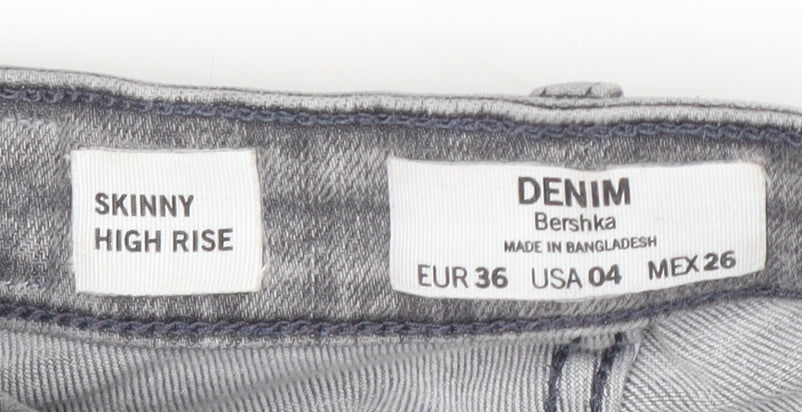 SKINNY
HIGH RISE
DENIM
Bershka
MADE IN BANGLADESH
EUR 36 USA 04 MEX 26